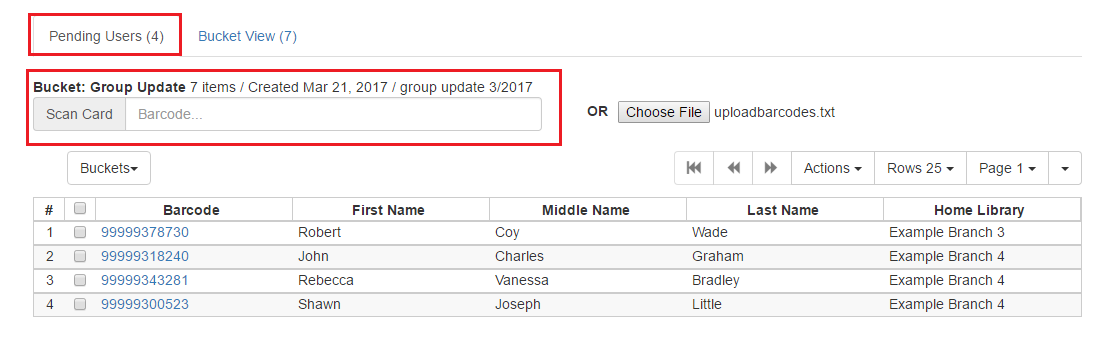 Pending Users (4) Bucket View (7)
Bucket: Group Update 7 items / Created Mar 21, 2017 / group update 3/2017
Scan Card Barcode... OR Choose File uploadbarcodes.txt
Buckets Actions Rows 25 Page 1
# Barcode First Name Middle Name Last Name Home Library
1 99999378730 Robert Coy Wade Example Branch 3
2 99999318240 John Charles Graham Example Branch 4
3 99999343281 Rebecca Vanessa Bradley Example Branch 4
4 99999300523 Shawn Joseph Little Example Branch 4